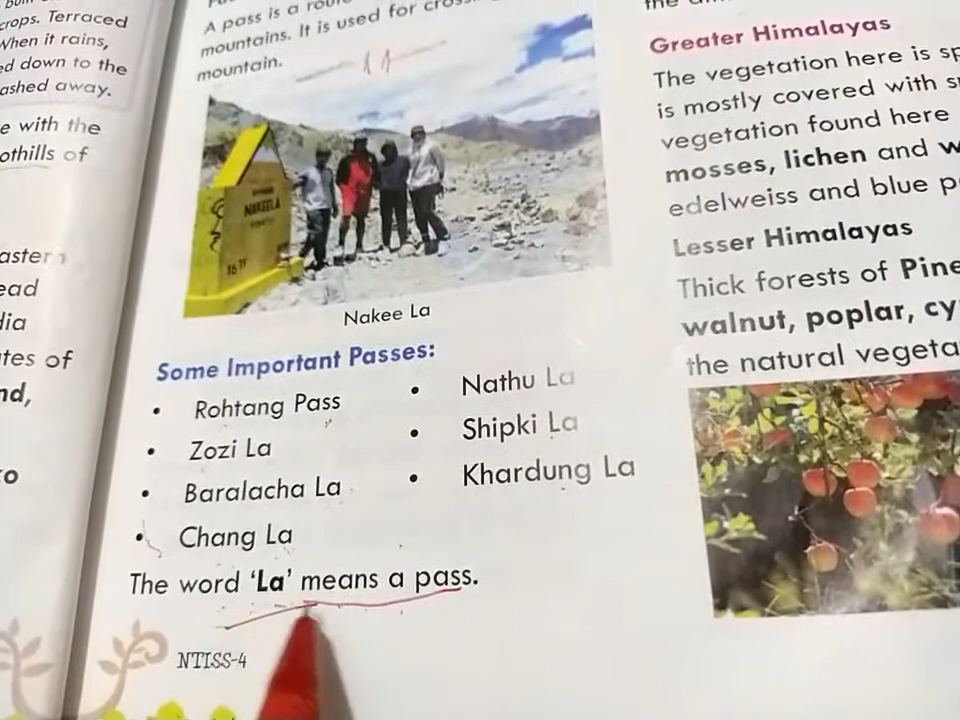 crops. Terraced
When it rains,
ed down to the
ashed away.
e with the
othills of
astern
ead
dia
tes of
nd,
A pass is a
mountains. It is used for
mountain.
NAKEELA
Nakee La
Some Important Passes:
• Rohtang Pass
• Zozi La
• Baralacha La
• Chang La
• Nathu La
• Shipki La
• Khardung La
The word ‘La’ means a pass.
NTISS-4
Greater Himalayas
The vegetation here is sp
is mostly covered with
vegetation found here
mosses, lichen and w
edelweiss and blue p
Lesser Himalayas
Thick forests of Pine
walnut, poplar, cy
the natural vegeta